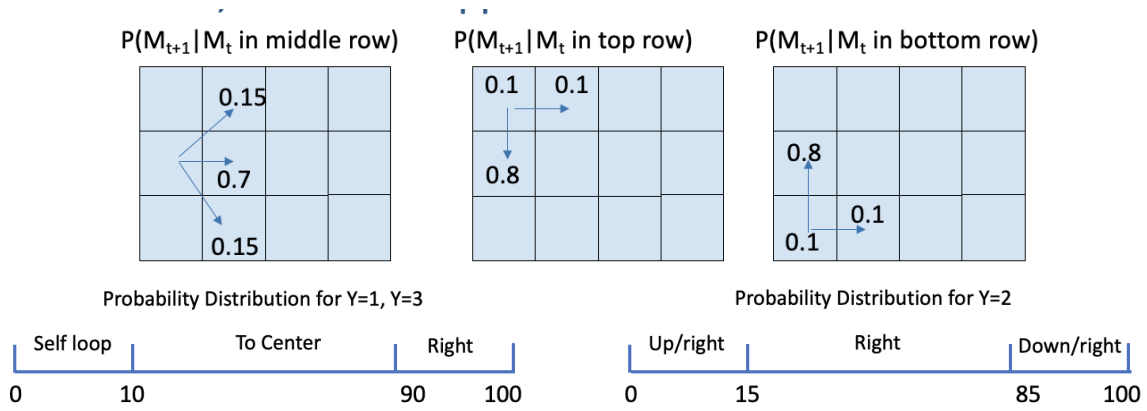 P(Mt+1|Mt in middle row) P(Mt+1|Mt in top row) P(Mt+1|Mt in bottom row)
0.15 0.1 0.1
0.7 0.8 0.8
0.15 0.1 0.1
Probability Distribution for Y=1, Y=3 Probability Distribution for Y=2
Self loop To Center Right Up/right Right Down/right
0 10 90 100 0 15 85 100